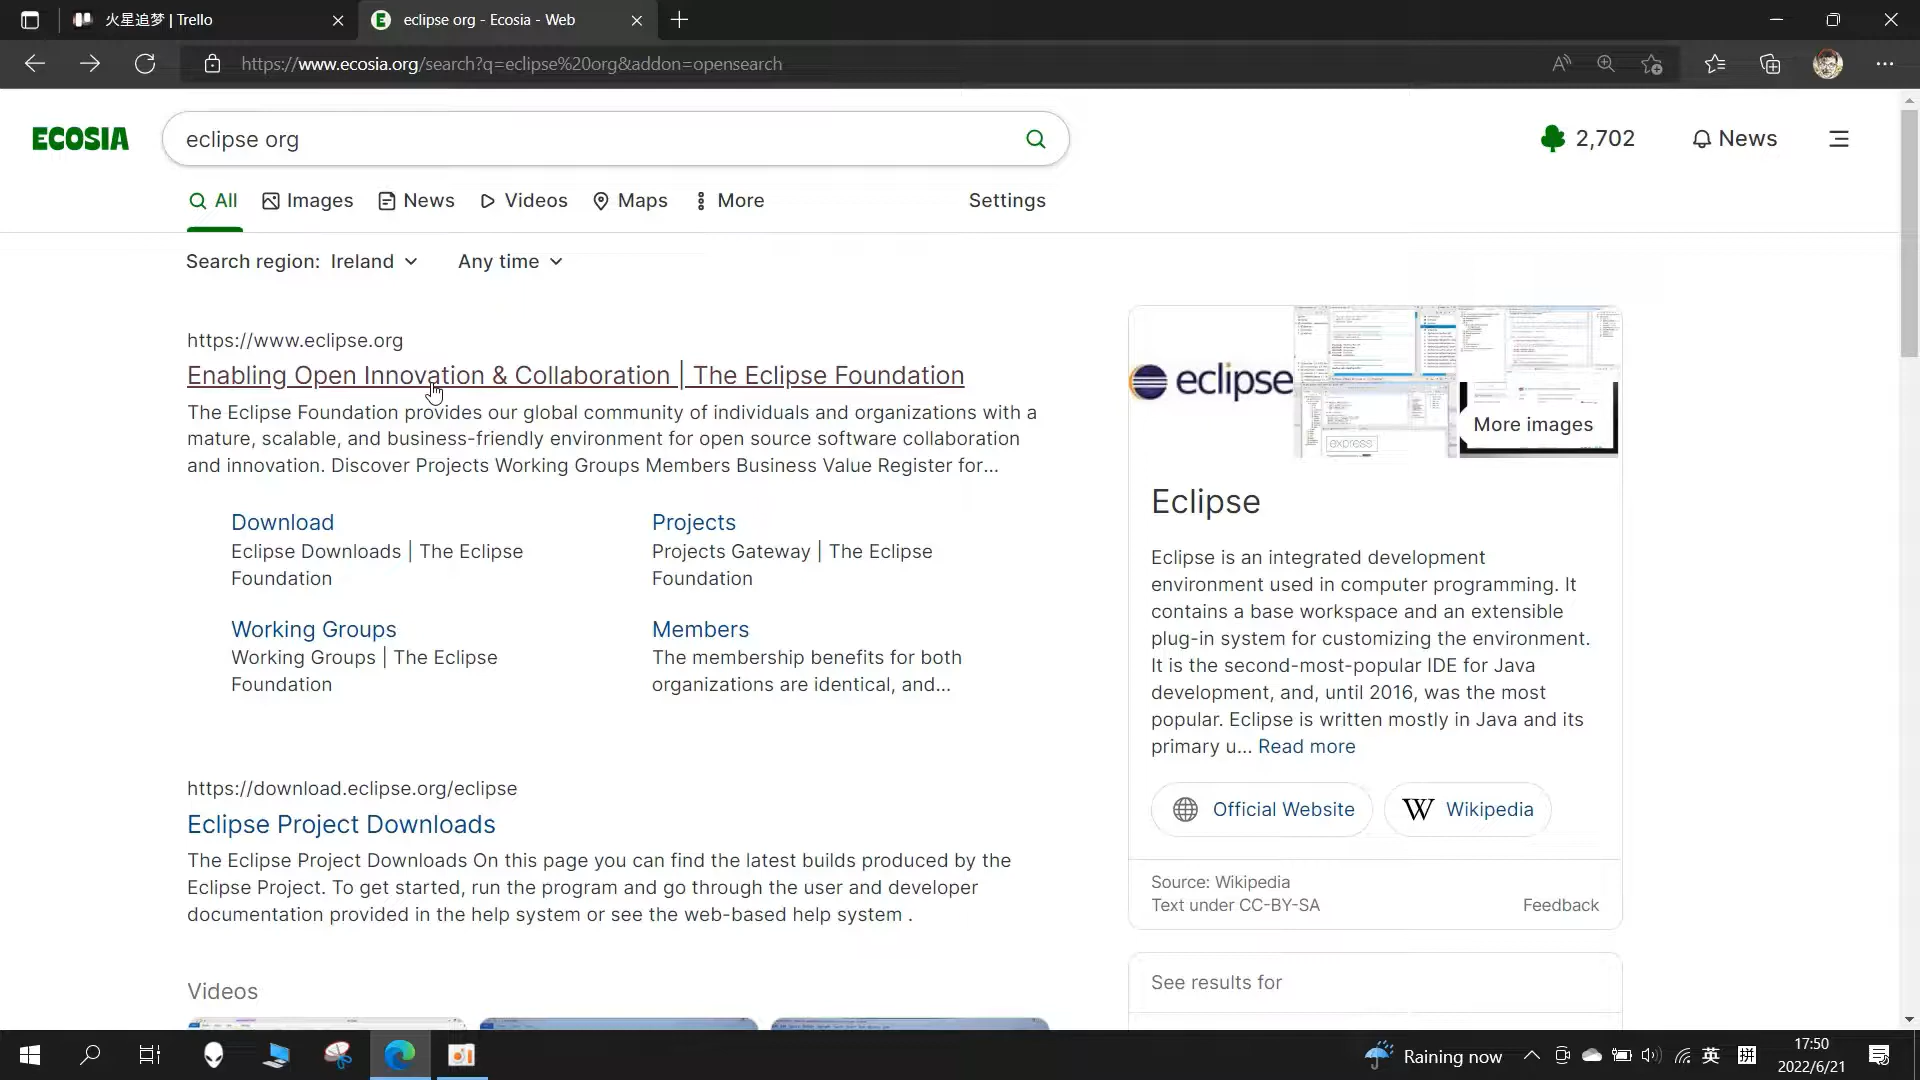 火星追梦 | Trello
eclipse org - Ecosia - Web
https://www.ecosia.org/search?q=eclipse%20org&addon=opensearch
ECOSIA
eclipse org
2,702
News
All
Images
News
Videos
Maps
More
Settings
Search region: Ireland
Any time
https://www.eclipse.org
Enabling Open Innovation & Collaboration | The Eclipse Foundation
The Eclipse Foundation provides our global community of individuals and organizations with a
mature, scalable, and business-friendly environment for open source software collaboration
and innovation. Discover Projects Working Groups Members Business Value Register for...
Download
Eclipse Downloads | The Eclipse
Foundation
Projects
Projects Gateway | The Eclipse
Foundation
Working Groups
Working Groups | The Eclipse
Foundation
Members
The membership benefits for both
organizations are identical, and...
https://download.eclipse.org/eclipse
Eclipse Project Downloads
The Eclipse Project Downloads On this page you can find the latest builds produced by the
Eclipse Project. To get started, run the program and go through the user and developer
documentation provided in the help system or see the web-based help system .
Videos
eclipse
express
More images
Eclipse
Eclipse is an integrated development
environment used in computer programming. It
contains a base workspace and an extensible
plug-in system for customizing the environment.
It is the second-most-popular IDE for Java
development, and, until 2016, was the most
popular. Eclipse is written mostly in Java and its
primary u... Read more
Official Website
W Wikipedia
Source: Wikipedia
Text under CC-BY-SA
Feedback
See results for
Raining now
英
拼
17:50
2022/6/21